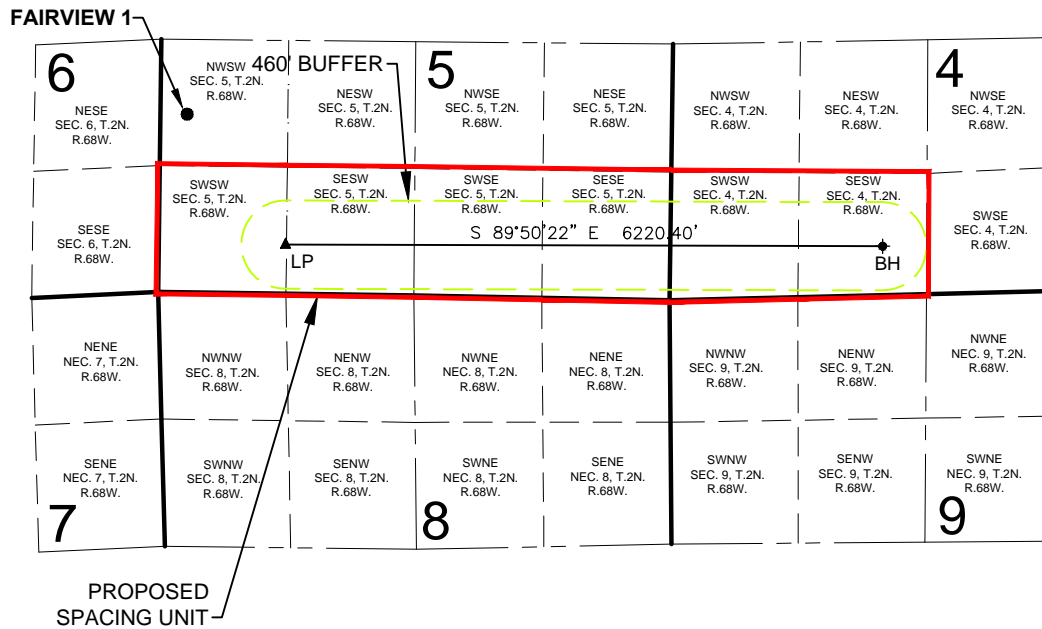 FAIRVIEW 1
6
NWSW
SEC. 5, T.2N.
R.68W.
460' BUFFER
5
4
NESE
SEC. 6, T.2N.
R.68W.
NESW
SEC. 5, T.2N.
R.68W.
NWSE
SEC. 5, T.2N.
R.68W.
NESE
SEC. 5, T.2N.
R.68W.
NWSW
SEC. 4, T.2N.
R.68W.
NESW
SEC. 4, T.2N.
R.68W.
NWSE
SEC. 4, T.2N.
R.68W.
SESE
SEC. 6, T.2N.
R.68W.
SWSW
SEC. 5, T.2N.
R.68W.
SESW
SEC. 5, T.2N.
R.68W.
SWSE
SEC. 5, T.2N.
R.68W.
SESE
SEC. 5, T.2N.
R.68W.
SWSW
SEC. 4, T.2N.
R.68W.
SESW
SEC. 4, T.2N.
R.68W.
SWSE
SEC. 4, T.2N.
R.68W.
S 89°50'22" E 6220.40'
LP
BH
NENE
NEC. 7, T.2N.
R.68W.
NWNW
SEC. 8, T.2N.
R.68W.
NENW
SEC. 8, T.2N.
R.68W.
NWNE
NEC. 8, T.2N.
R.68W.
NENE
NEC. 8, T.2N.
R.68W.
NWNW
SEC. 9, T.2N.
R.68W.
NENW
SEC. 9, T.2N.
R.68W.
NWNE
NEC. 9, T.2N.
R.68W.
SENE
NEC. 7, T.2N.
R.68W.
SWNW
SEC. 8, T.2N.
R.68W.
SENW
SEC. 8, T.2N.
R.68W.
SWNE
NEC. 8, T.2N.
R.68W.
SENE
NEC. 8, T.2N.
R.68W.
SWNW
SEC. 9, T.2N.
R.68W.
SENW
SEC. 9, T.2N.
R.68W.
SWNE
NEC. 9, T.2N.
R.68W.
7
8
9
PROPOSED
SPACING UNIT